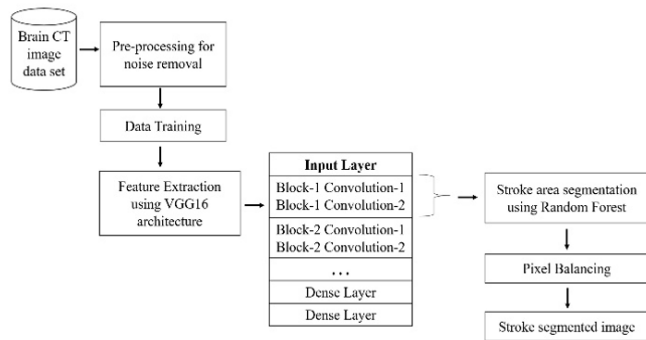 Brain CT
image
data set
Pre-processing for
noise removal
Data Training
Feature Extraction
using VGG16
architecture
Input Layer
Block-1 Convolution-1
Block-1 Convolution-2
Block-2 Convolution-1
Block-2 Convolution-2
...
Dense Layer
Dense Layer
Stroke area segmentation
using Random Forest
Pixel Balancing
Stroke segmented image